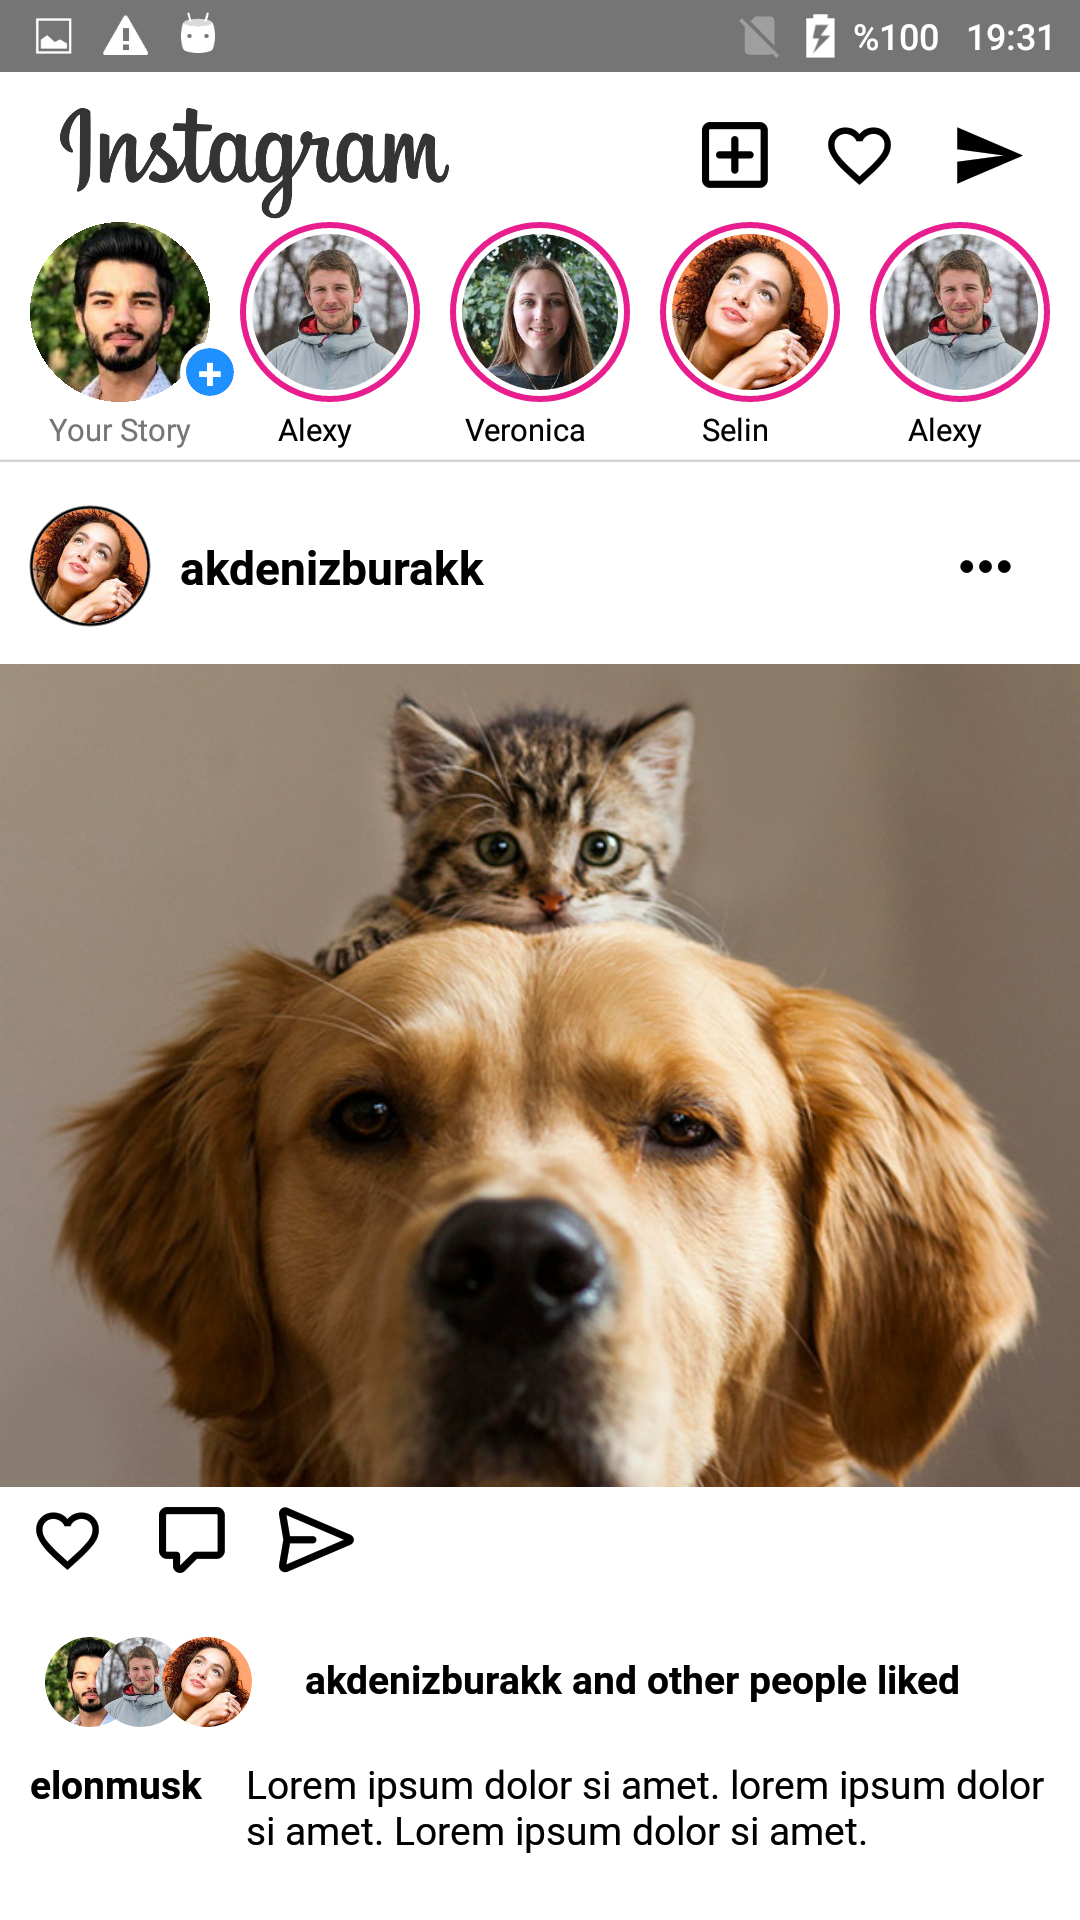 %100 19:31
Instagram
Your Story Alexy Veronica Selin Alexy
akdenizburakk
akdenizburakk and other people liked
elonmusk Lorem ipsum dolor si amet. lorem ipsum dolor
si amet. Lorem ipsum dolor si amet.